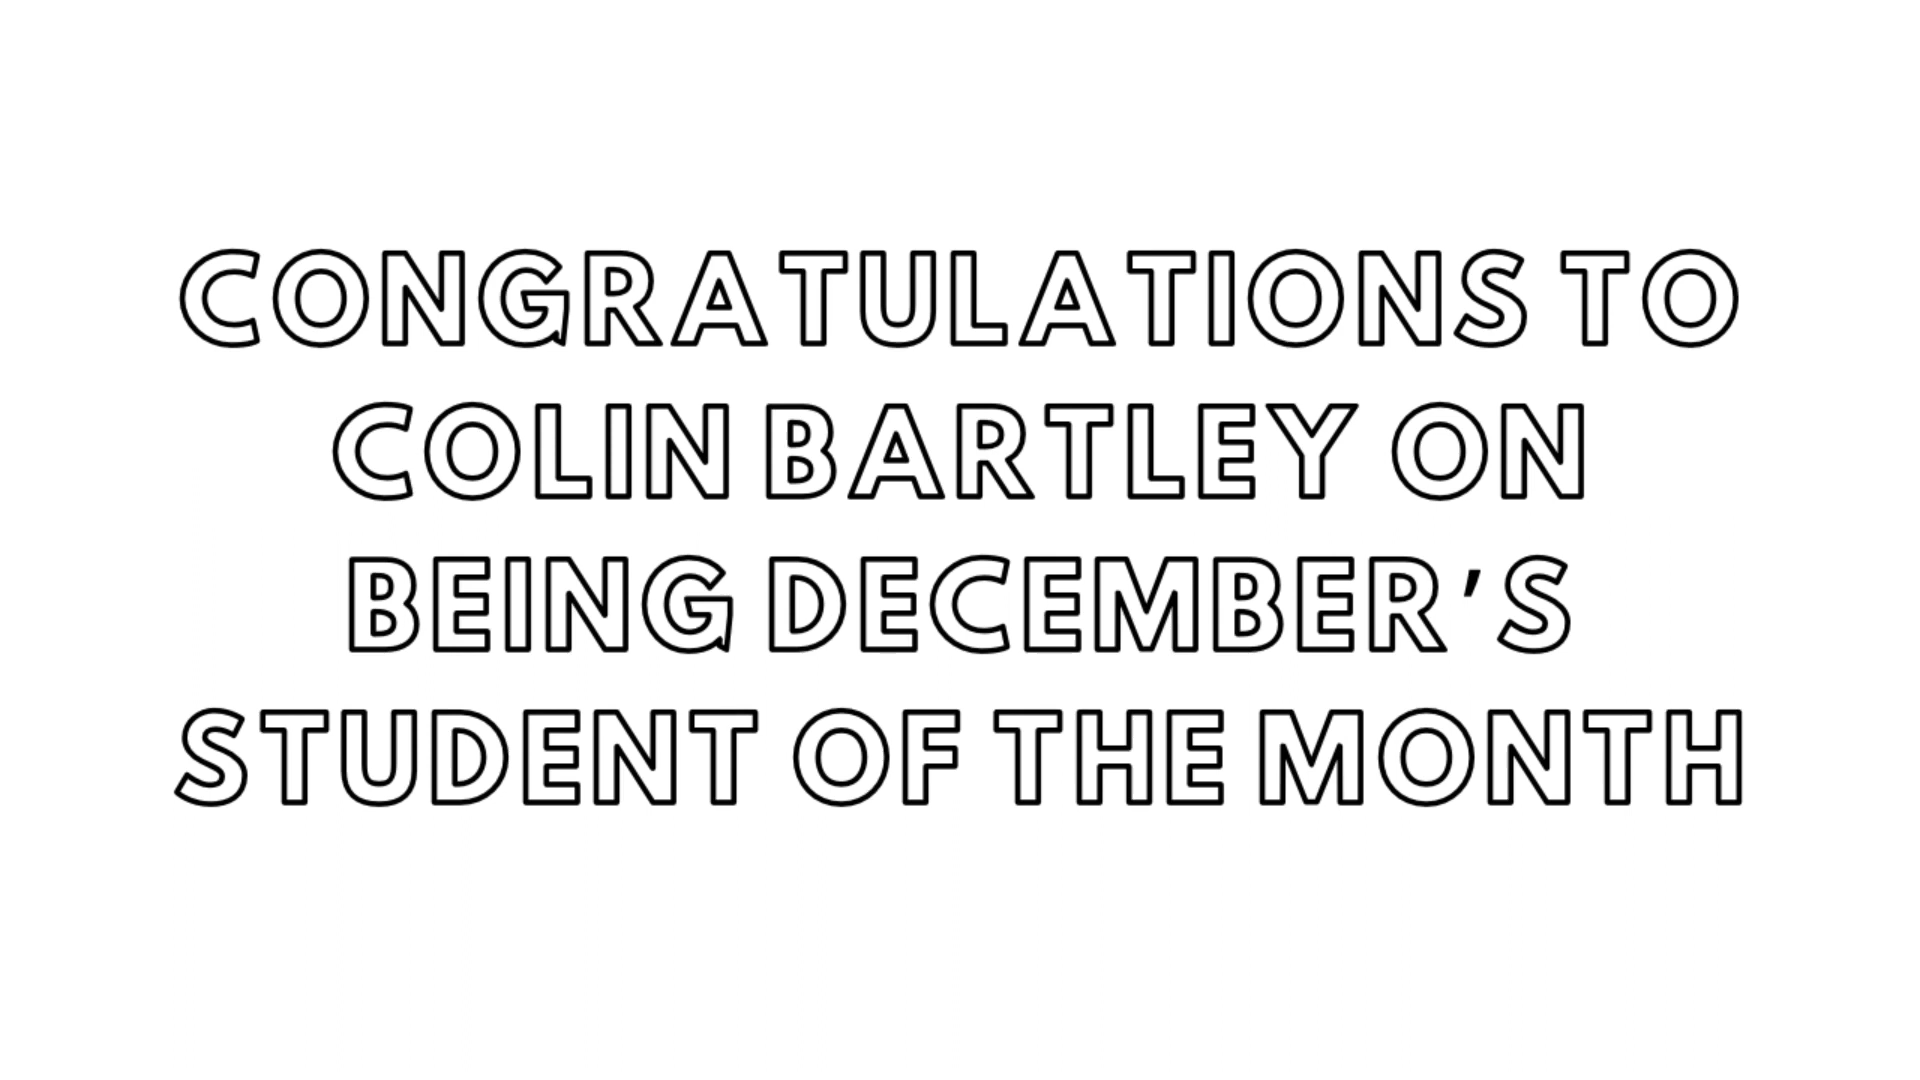 CONGRATULATIONS TO
COLIN BARTLEY ON
BEING DECEMBER'S
STUDENT OF THE MONTH